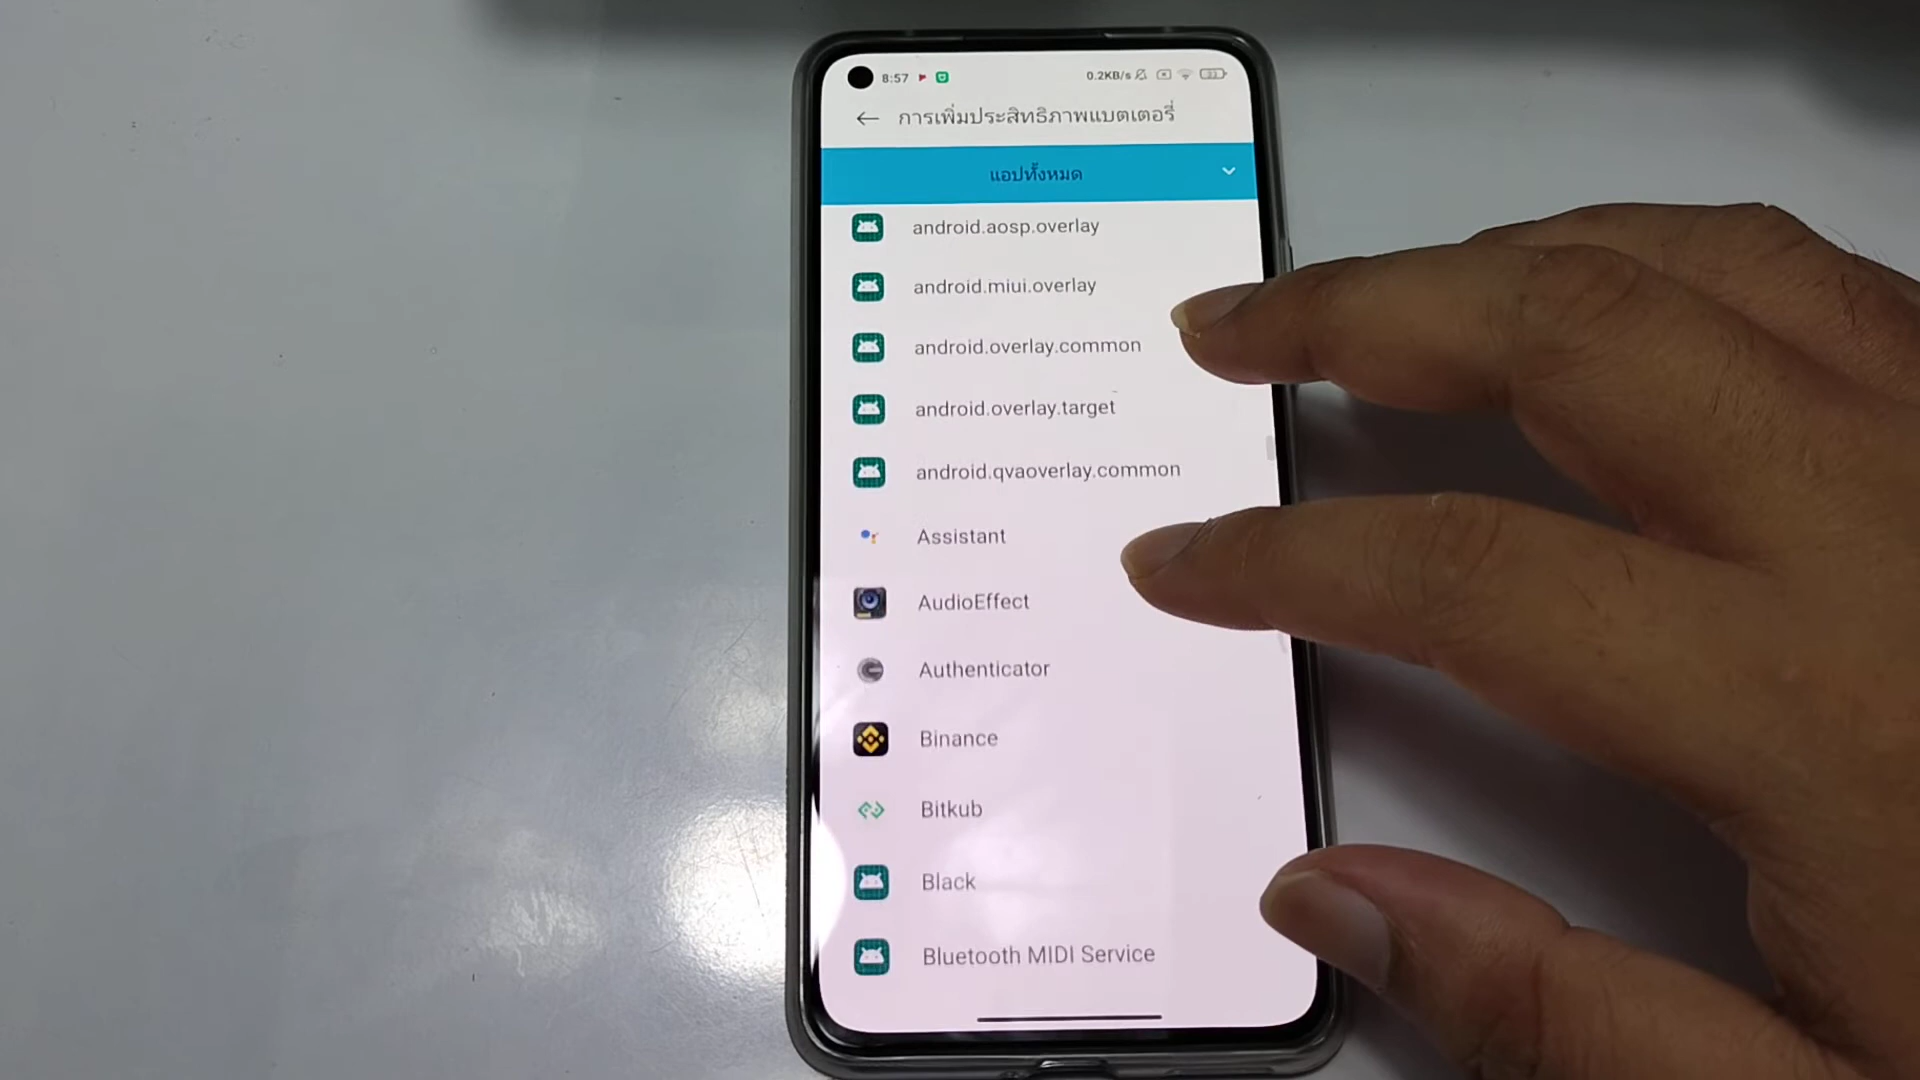 8:57
0.2KB/s
33
การเพิ่มประสิทธิภาพแบตเตอรี่
แอปทั้งหมด
android.aosp.overlay
android.miui.overlay
android.overlay.common
android.overlay.target
android.qvaoverlay.common
Assistant
AudioEffect
Authenticator
Binance
Bitkub
Black
Bluetooth MIDI Service